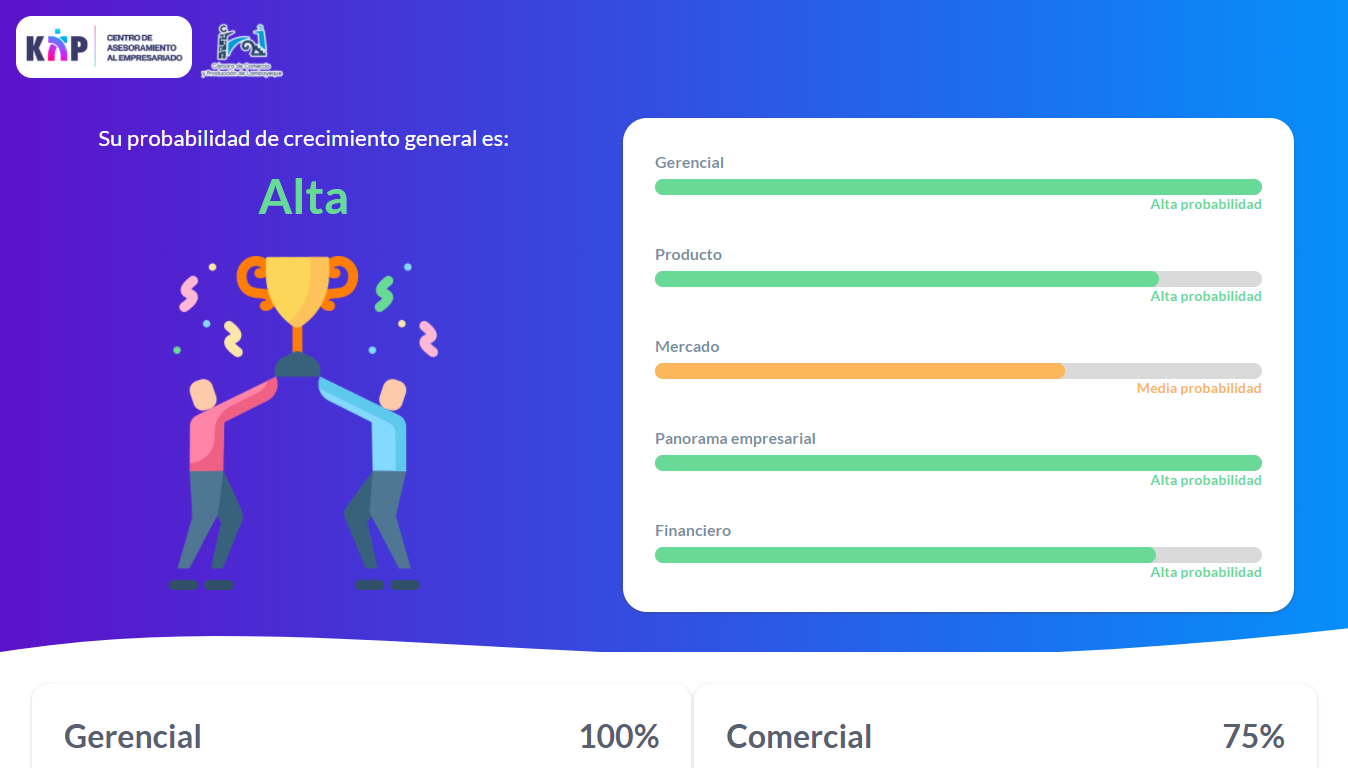 KAP
CENTRO DE
ASESORAMIENTO
AL EMPRESARIADO
Cámara de Comercio
y Producción de Lambayeque
Su probabilidad de crecimiento general es:
Alta
Gerencial
Alta probabilidad
Producto
Alta probabilidad
Mercado
Media probabilidad
Panorama empresarial
Alta probabilidad
Financiero
Alta probabilidad
Gerencial
100%
Comercial
75%